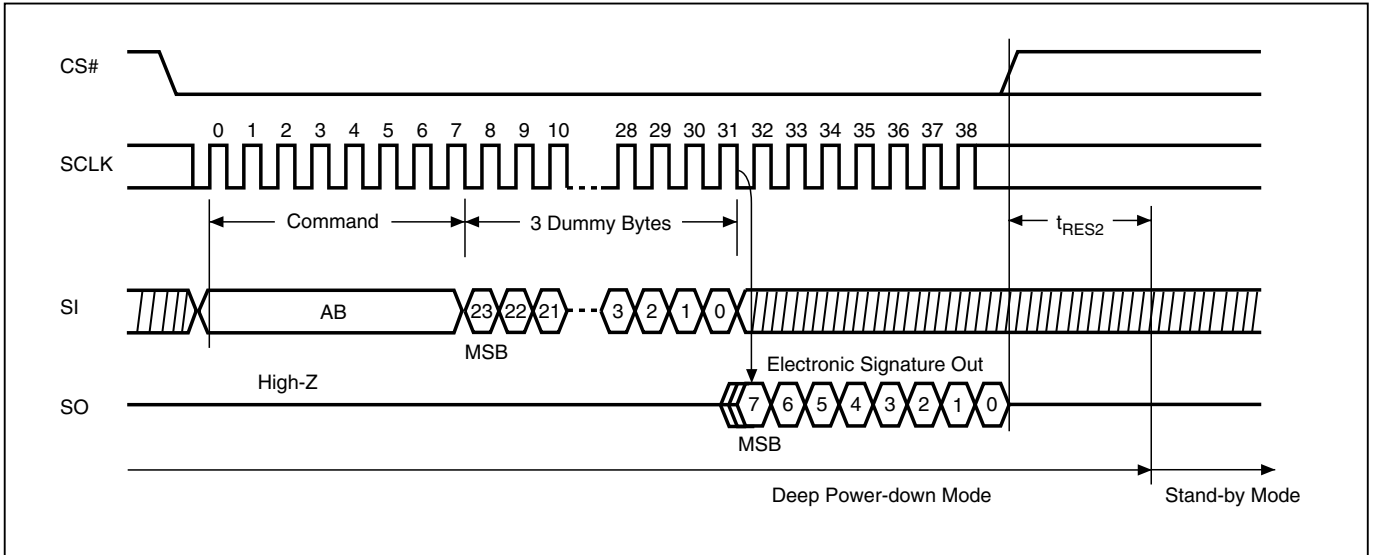 CS#
0 1 2 3 4 5 6 7 8 9 10 28 29 30 31 32 33 34 35 36 37 38
SCLK
Command 3 Dummy Bytes tRES2
SI AB 23 22 21 3 2 1 0
MSB
High-Z Electronic Signature Out
SO 7 6 5 4 3 2 1 0
MSB
Deep Power-down Mode Stand-by Mode